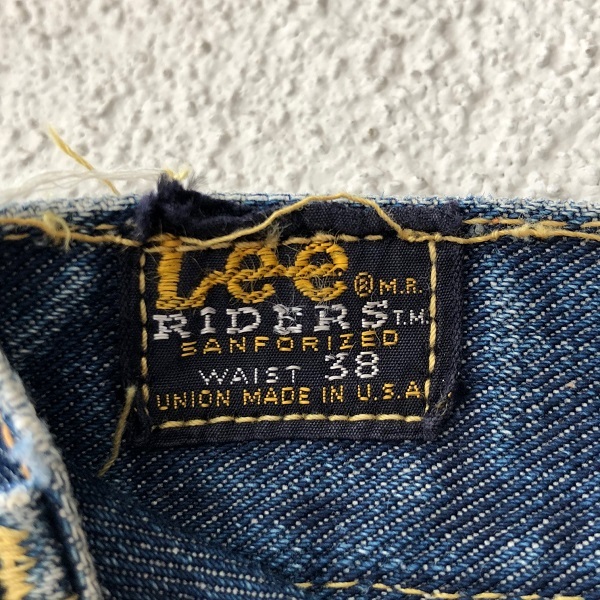 Lee ® M.R.
RIDERS T.M.
SANFORIZED
WAIST 38
UNION MADE IN U.S.A